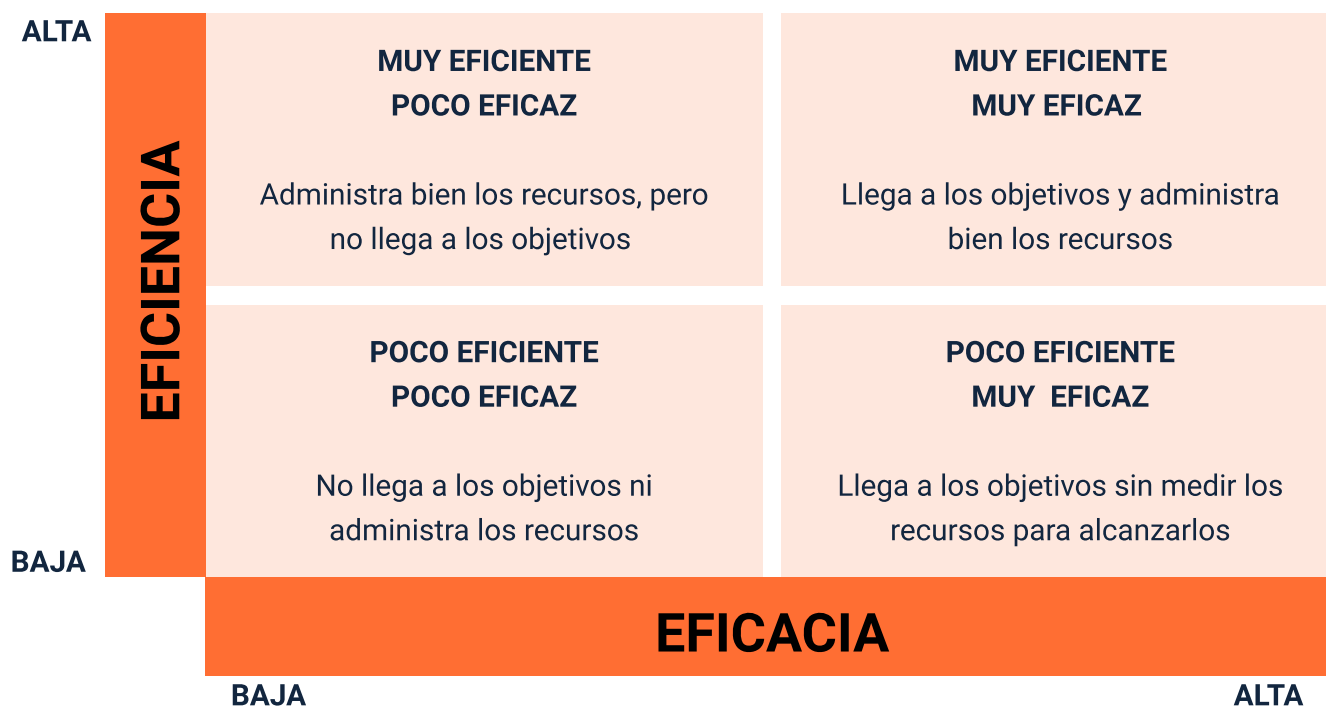 ALTA
EFICIENCIA
BAJA
MUY EFICIENTE
POCO EFICAZ
Administra bien los recursos, pero
no llega a los objetivos
MUY EFICIENTE
MUY EFICAZ
Llega a los objetivos y administra
bien los recursos
POCO EFICIENTE
POCO EFICAZ
No llega a los objetivos ni
administra los recursos
POCO EFICIENTE
MUY  EFICAZ
Llega a los objetivos sin medir los
recursos para alcanzarlos
EFICACIA
BAJA
ALTA